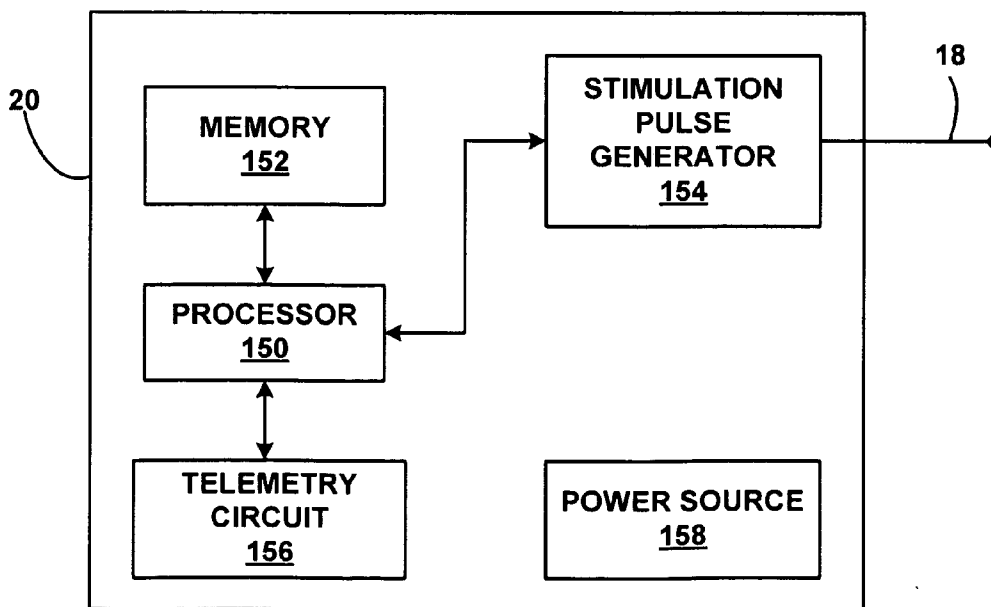 20
MEMORY
152
STIMULATION
PULSE
GENERATOR
154
18
PROCESSOR
150
TELEMETRY
CIRCUIT
156
POWER SOURCE
158